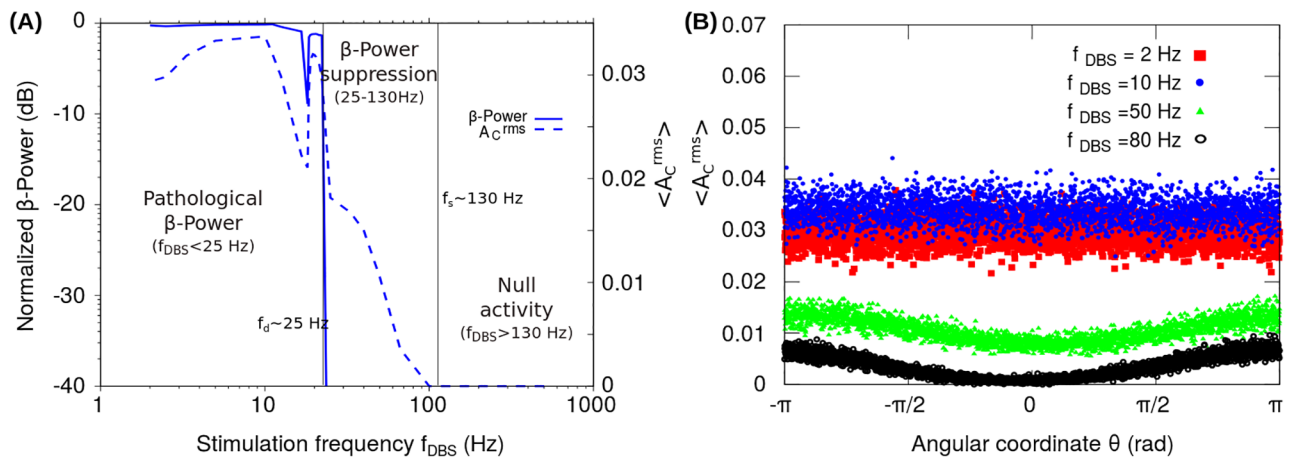 (A)
Normalized β-Power (dB)
0
-10
-20
-30
-40
1
10
100
1000
Stimulation frequency fDBS (Hz)
β-Power
suppression
(25-130Hz)
β-Power
ACrms
Pathological
β-Power
(fDBS<25 Hz)
fs~130 Hz
fd~25 Hz
Null
activity
(fDBS>130 Hz)
0.03
0.02
0.01
0
<ACrms>
(B)
<ACrms>
0.07
0.06
0.05
0.04
0.03
0.02
0.01
0
f DBS = 2 Hz
f DBS =10 Hz
f DBS =50 Hz
f DBS =80 Hz
-π
-π/2
0
π/2
π
Angular coordinate θ (rad)